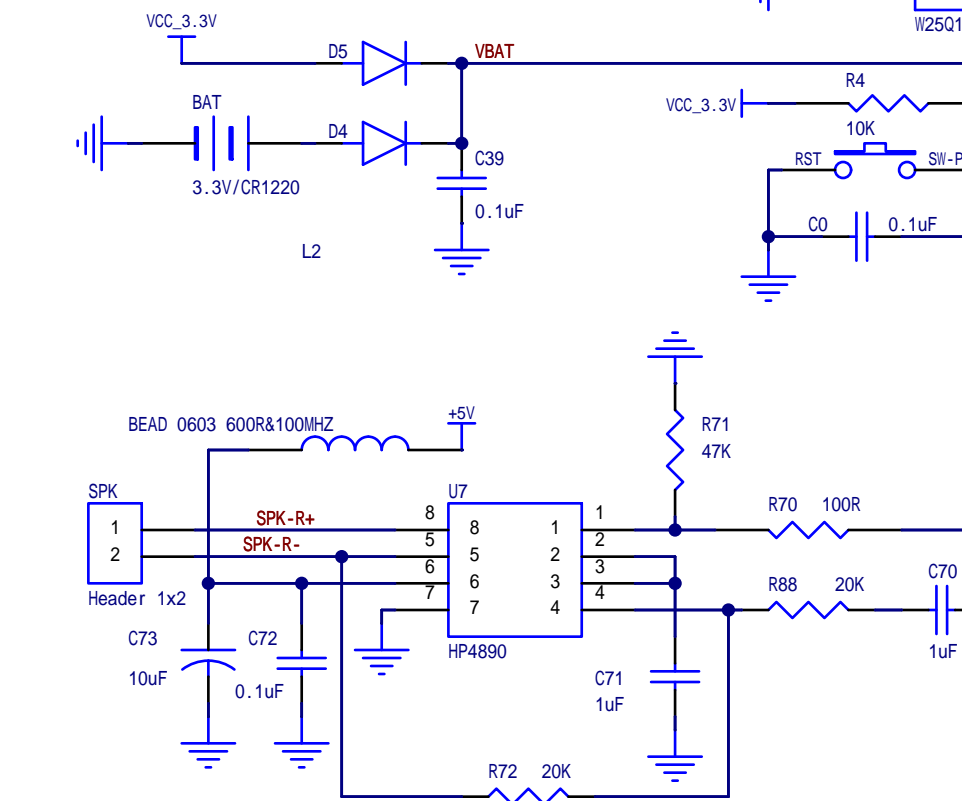 VCC_3.3V
W25Q1
D5
VBAT
R4
BAT
VCC_3.3V
D4
10K
C39
RST
SW-P
3.3V/CR1220
0.1uF
C0
0.1uF
L2
+5V
BEAD 0603 600R&100MHZ
R71
47K
SPK
U7
R70 100R
1
SPK-R+
8
8
1
1
2
SPK-R-
5
5
2
2
6
6
3
3
C70
7
7
4
4
R88 20K
Header 1x2
C73
C72
HP4890
1uF
10uF
0.1uF
C71
1uF
R72 20K